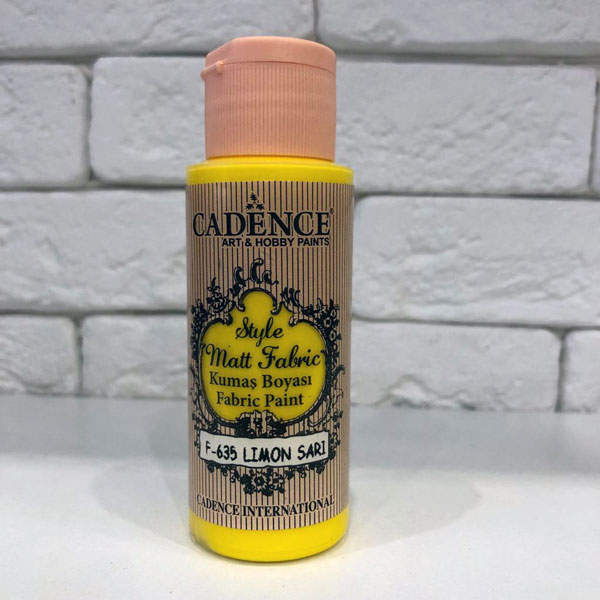 CADENCE®
ART & HOBBY PAINTS
Style
Matt Fabric
Kumaş Boyası
Fabric Paint
F-635 LIMON SARI
CADENCE INTERNATIONAL